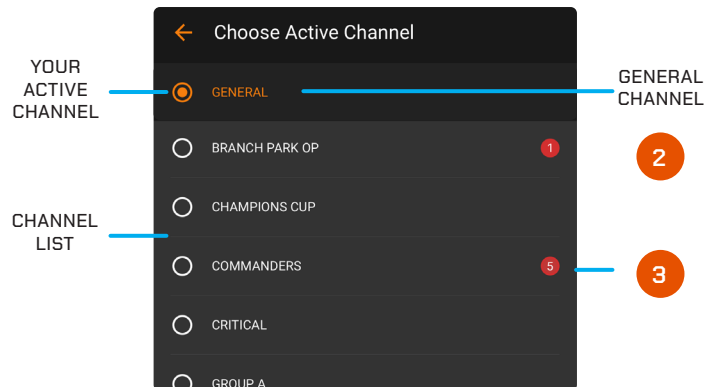 Choose Active Channel
YOUR
ACTIVE
CHANNEL
GENERAL
GENERAL
CHANNEL
BRANCH PARK OP
1
2
CHAMPIONS CUP
CHANNEL
LIST
COMMANDERS
5
3
CRITICAL
GROUP A